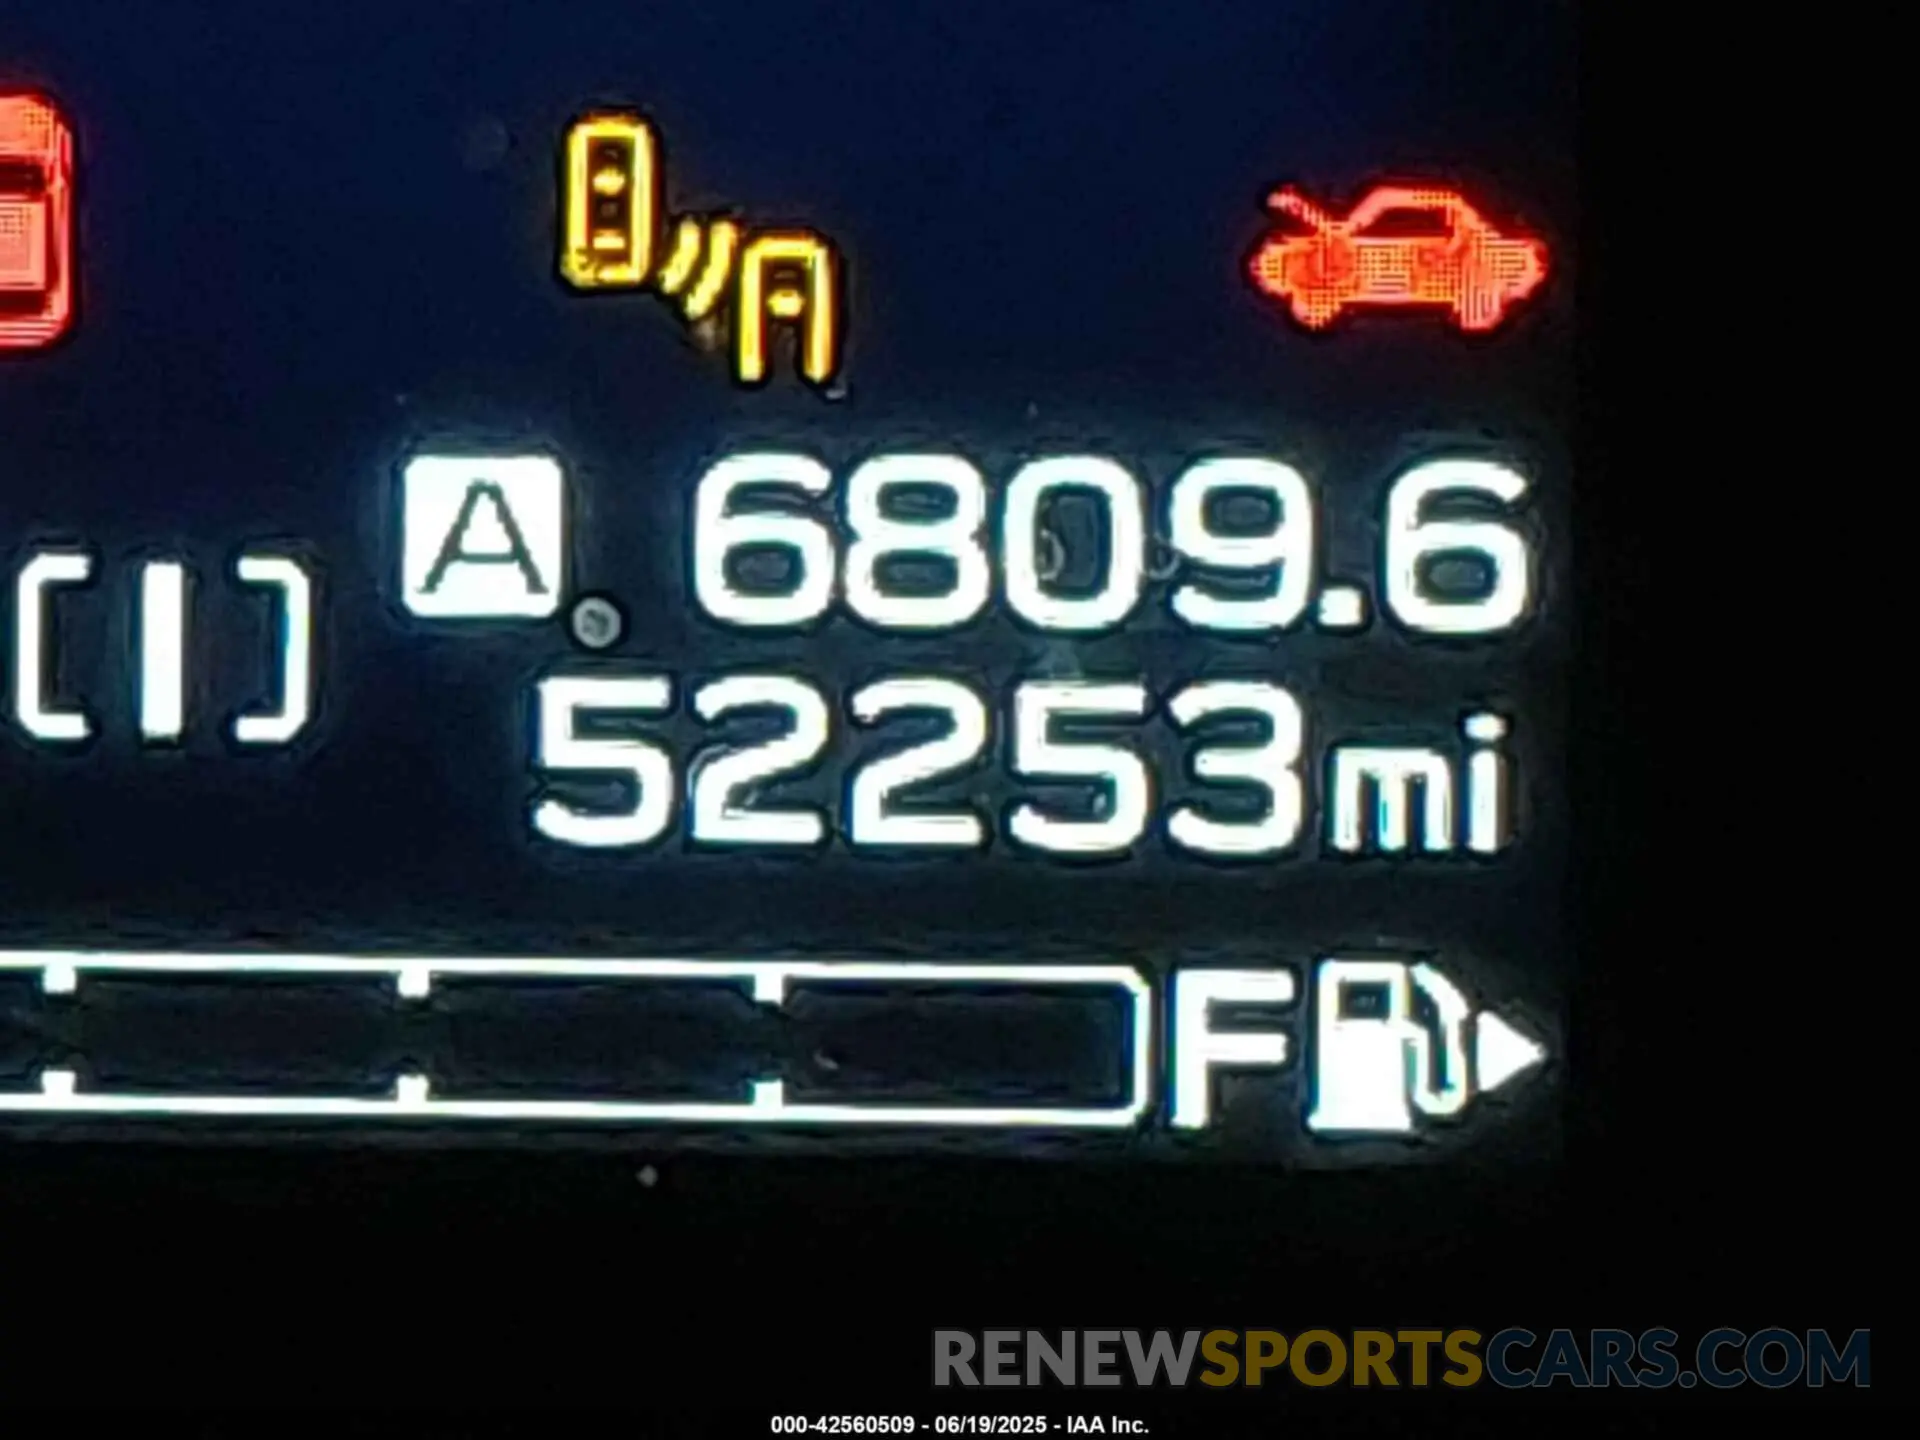 A 6809.6
[I]
52253mi
F
RENEWSPORTSCARS.COM
000-42560509 - 06/19/2025 - IAA Inc.